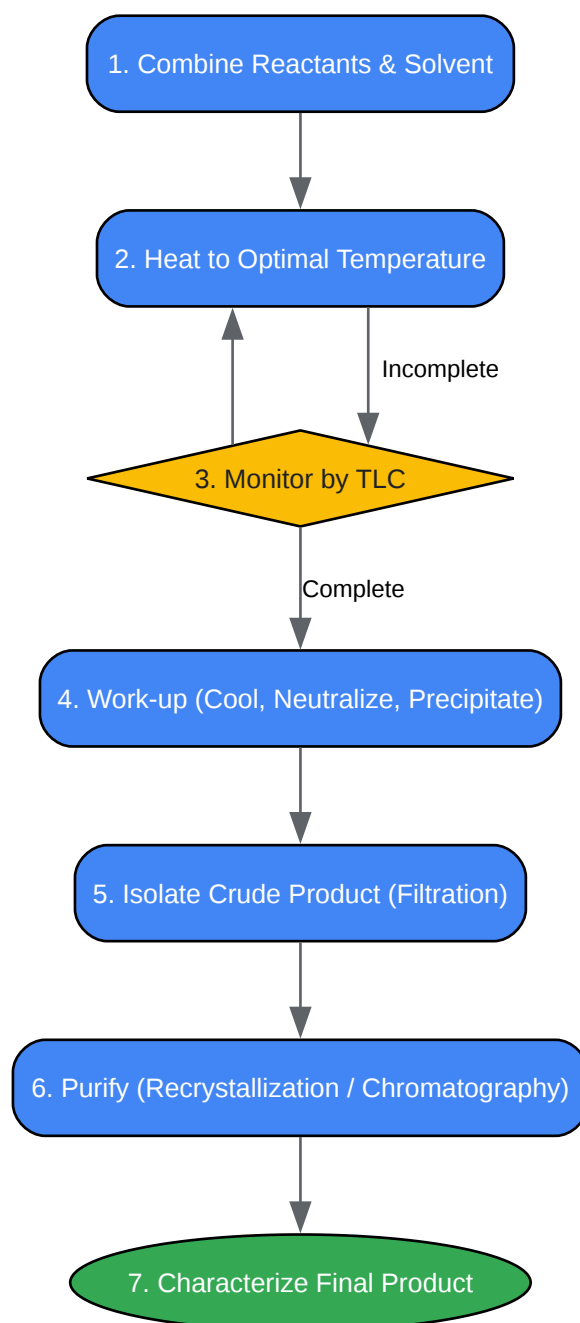 1. Combine Reactants & Solvent
2. Heat to Optimal Temperature
Incomplete
3. Monitor by TLC
Complete
4. Work-up (Cool, Neutralize, Precipitate)
5. Isolate Crude Product (Filtration)
6. Purify (Recrystallization / Chromatography)
7. Characterize Final Product